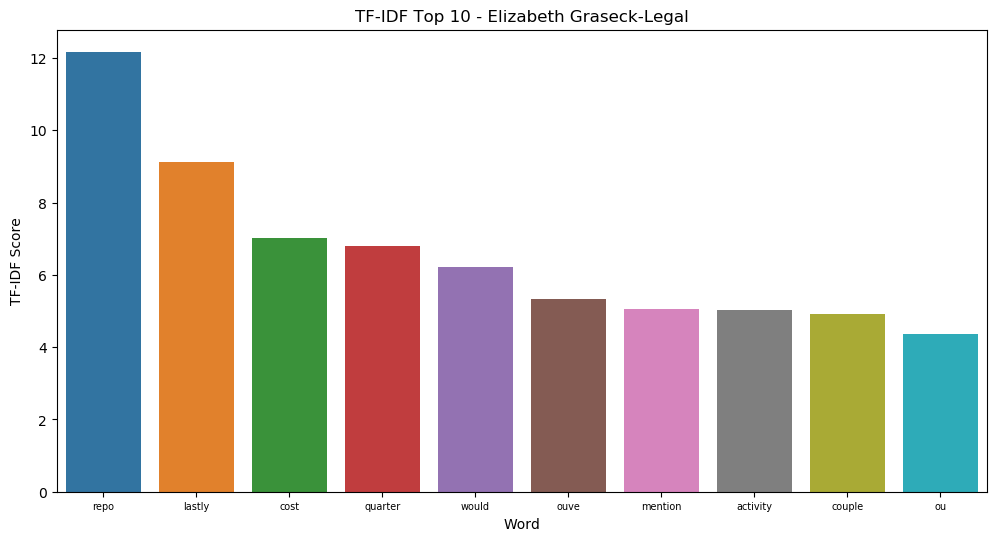 TF-IDF Top 10 - Elizabeth Graseck-Legal
TF-IDF Score
12
10
8
6
4
2
0
repo lastly cost quarter would ouve mention activity couple ou
Word